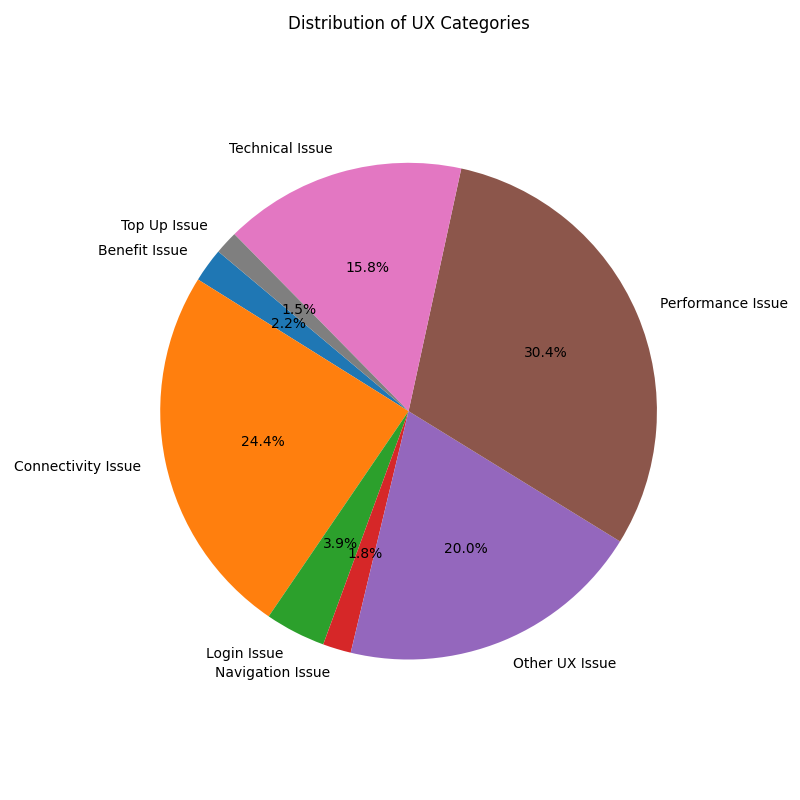 Distribution of UX Categories
Technical Issue
Top Up Issue
Benefit Issue
15.8%
1.5%
2.2%
Performance Issue
30.4%
24.4%
Connectivity Issue
3.9%
1.8%
20.0%
Login Issue
Navigation Issue
Other UX Issue